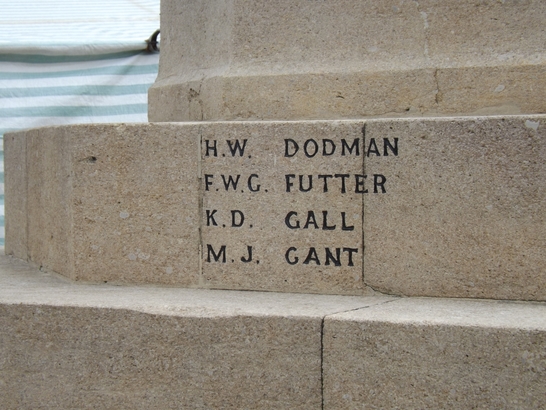 H.W. DODMAN
F.W.G. FUTTER
K.D. GALL
M.J. GANT